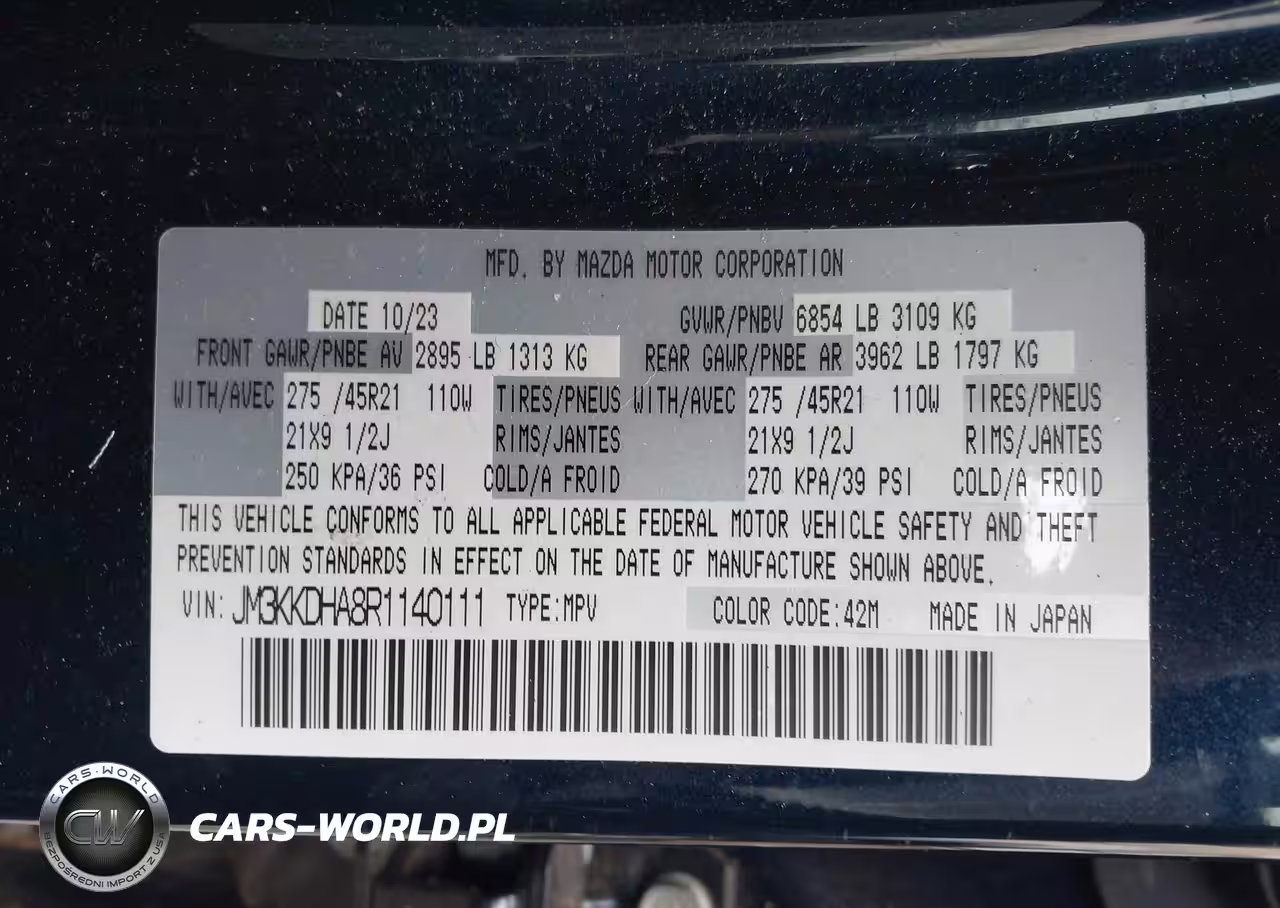 MFD. BY MAZDA MOTOR CORPORATION
DATE 10/23 GVWR/PNBV 6854 LB 3109 KG
FRONT GAWR/PNBE AV 2895 LB 1313 KG REAR GAWR/PNBE AR 3962 LB 1797 KG
WITH/AVEC 275 /45R21 110W TIRES/PNEUS WITH/AVEC 275 /45R21 110W TIRES/PNEUS
21X9 1/2J RIMS/JANTES 21X9 1/2J RIMS/JANTES
250 KPA/36 PSI COLD/A FROID 270 KPA/39 PSI COLD/A FROID
THIS VEHICLE CONFORMS TO ALL APPLICABLE FEDERAL MOTOR VEHICLE SAFETY AND THEFT
PREVENTION STANDARDS IN EFFECT ON THE DATE OF MANUFACTURE SHOWN ABOVE.
VIN: JM3KKDHA8R1140111 TYPE:MPV COLOR CODE:42M MADE IN JAPAN
CARS-WORLD
CW
BEZPOŚREDNI IMPORT Z USA
CARS-WORLD.PL